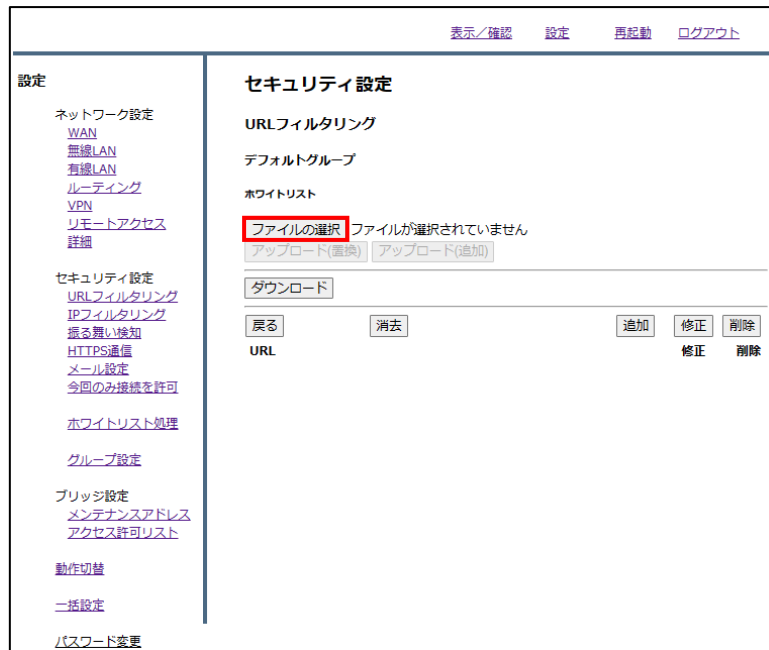 表示／確認 設定 再起動 ログアウト
設定
ネットワーク設定
WAN
無線LAN
有線LAN
ルーティング
VPN
リモートアクセス
詳細
セキュリティ設定
URLフィルタリング
IPフィルタリング
振る舞い検知
HTTPS通信
メール設定
今回のみ接続を許可
ホワイトリスト処理
グループ設定
ブリッジ設定
メンテナンスアドレス
アクセス許可リスト
動作切替
一括設定
パスワード変更
セキュリティ設定
URLフィルタリング
デフォルトグループ
ホワイトリスト
ファイルの選択 ファイルが選択されていません
アップロード(置換) アップロード(追加)
ダウンロード
戻る 消去 追加 修正 削除
URL 修正 削除